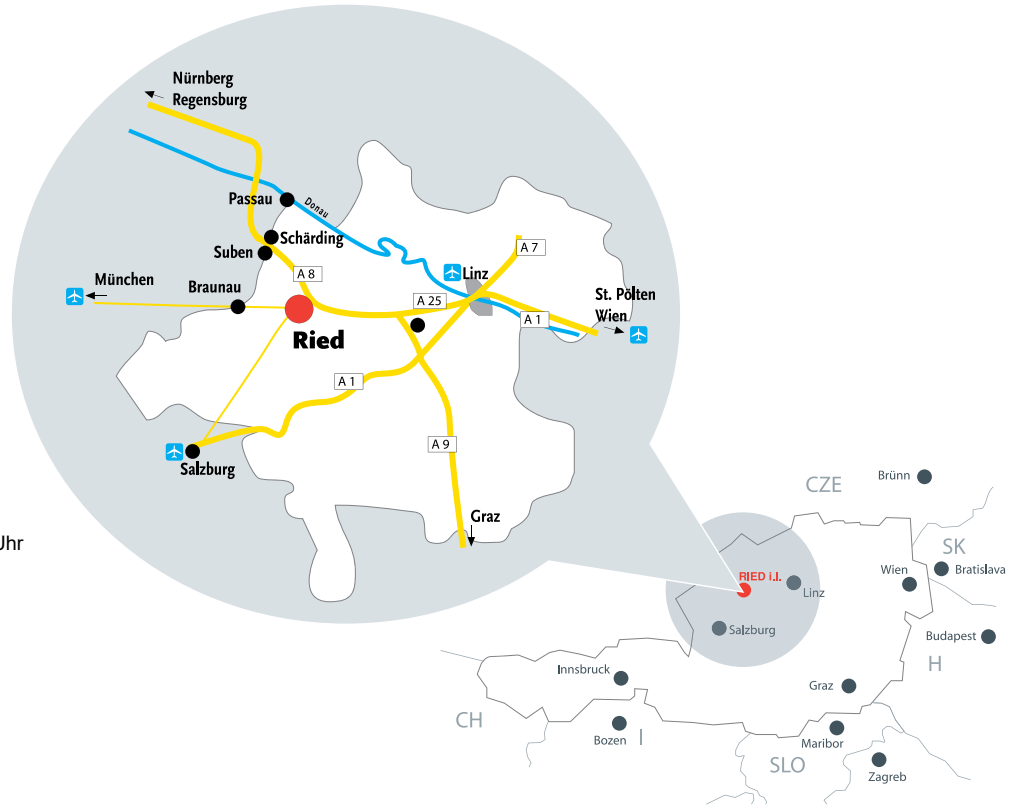 Nürnberg
Regensburg
Passau
Donau
Schärding
Suben
A 8
A 7
Linz
München
Braunau
A 25
St. Pölten
Wien
A 1
Ried
A 1
A 9
Salzburg
Graz
Uhr
CZE
Brünn
SK
RIED i.I.
Linz
Wien
Bratislava
Salzburg
Budapest
H
Innsbruck
Graz
CH
Bozen
I
Maribor
SLO
Zagreb